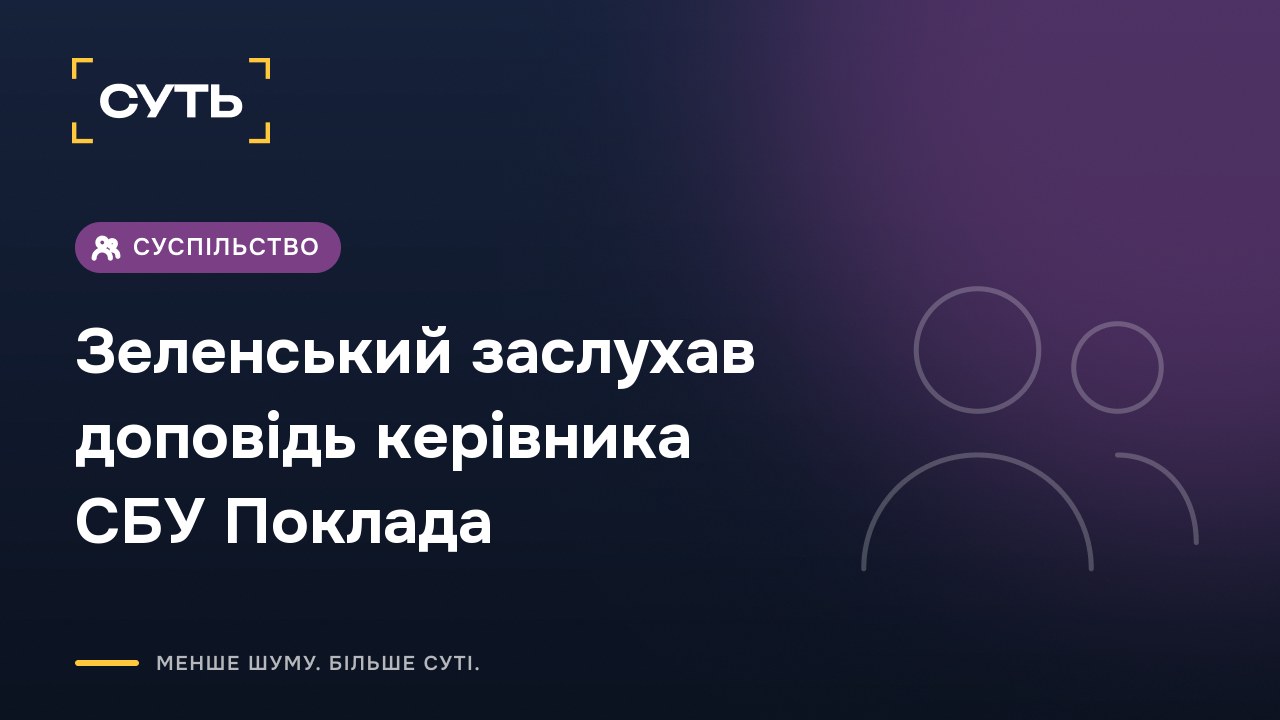 СУТЬ
СУСПІЛЬСТВО
Зеленський заслухав
доповідь керівника
СБУ Поклада
МЕНШЕ ШУМУ. БІЛЬШЕ СУТІ.